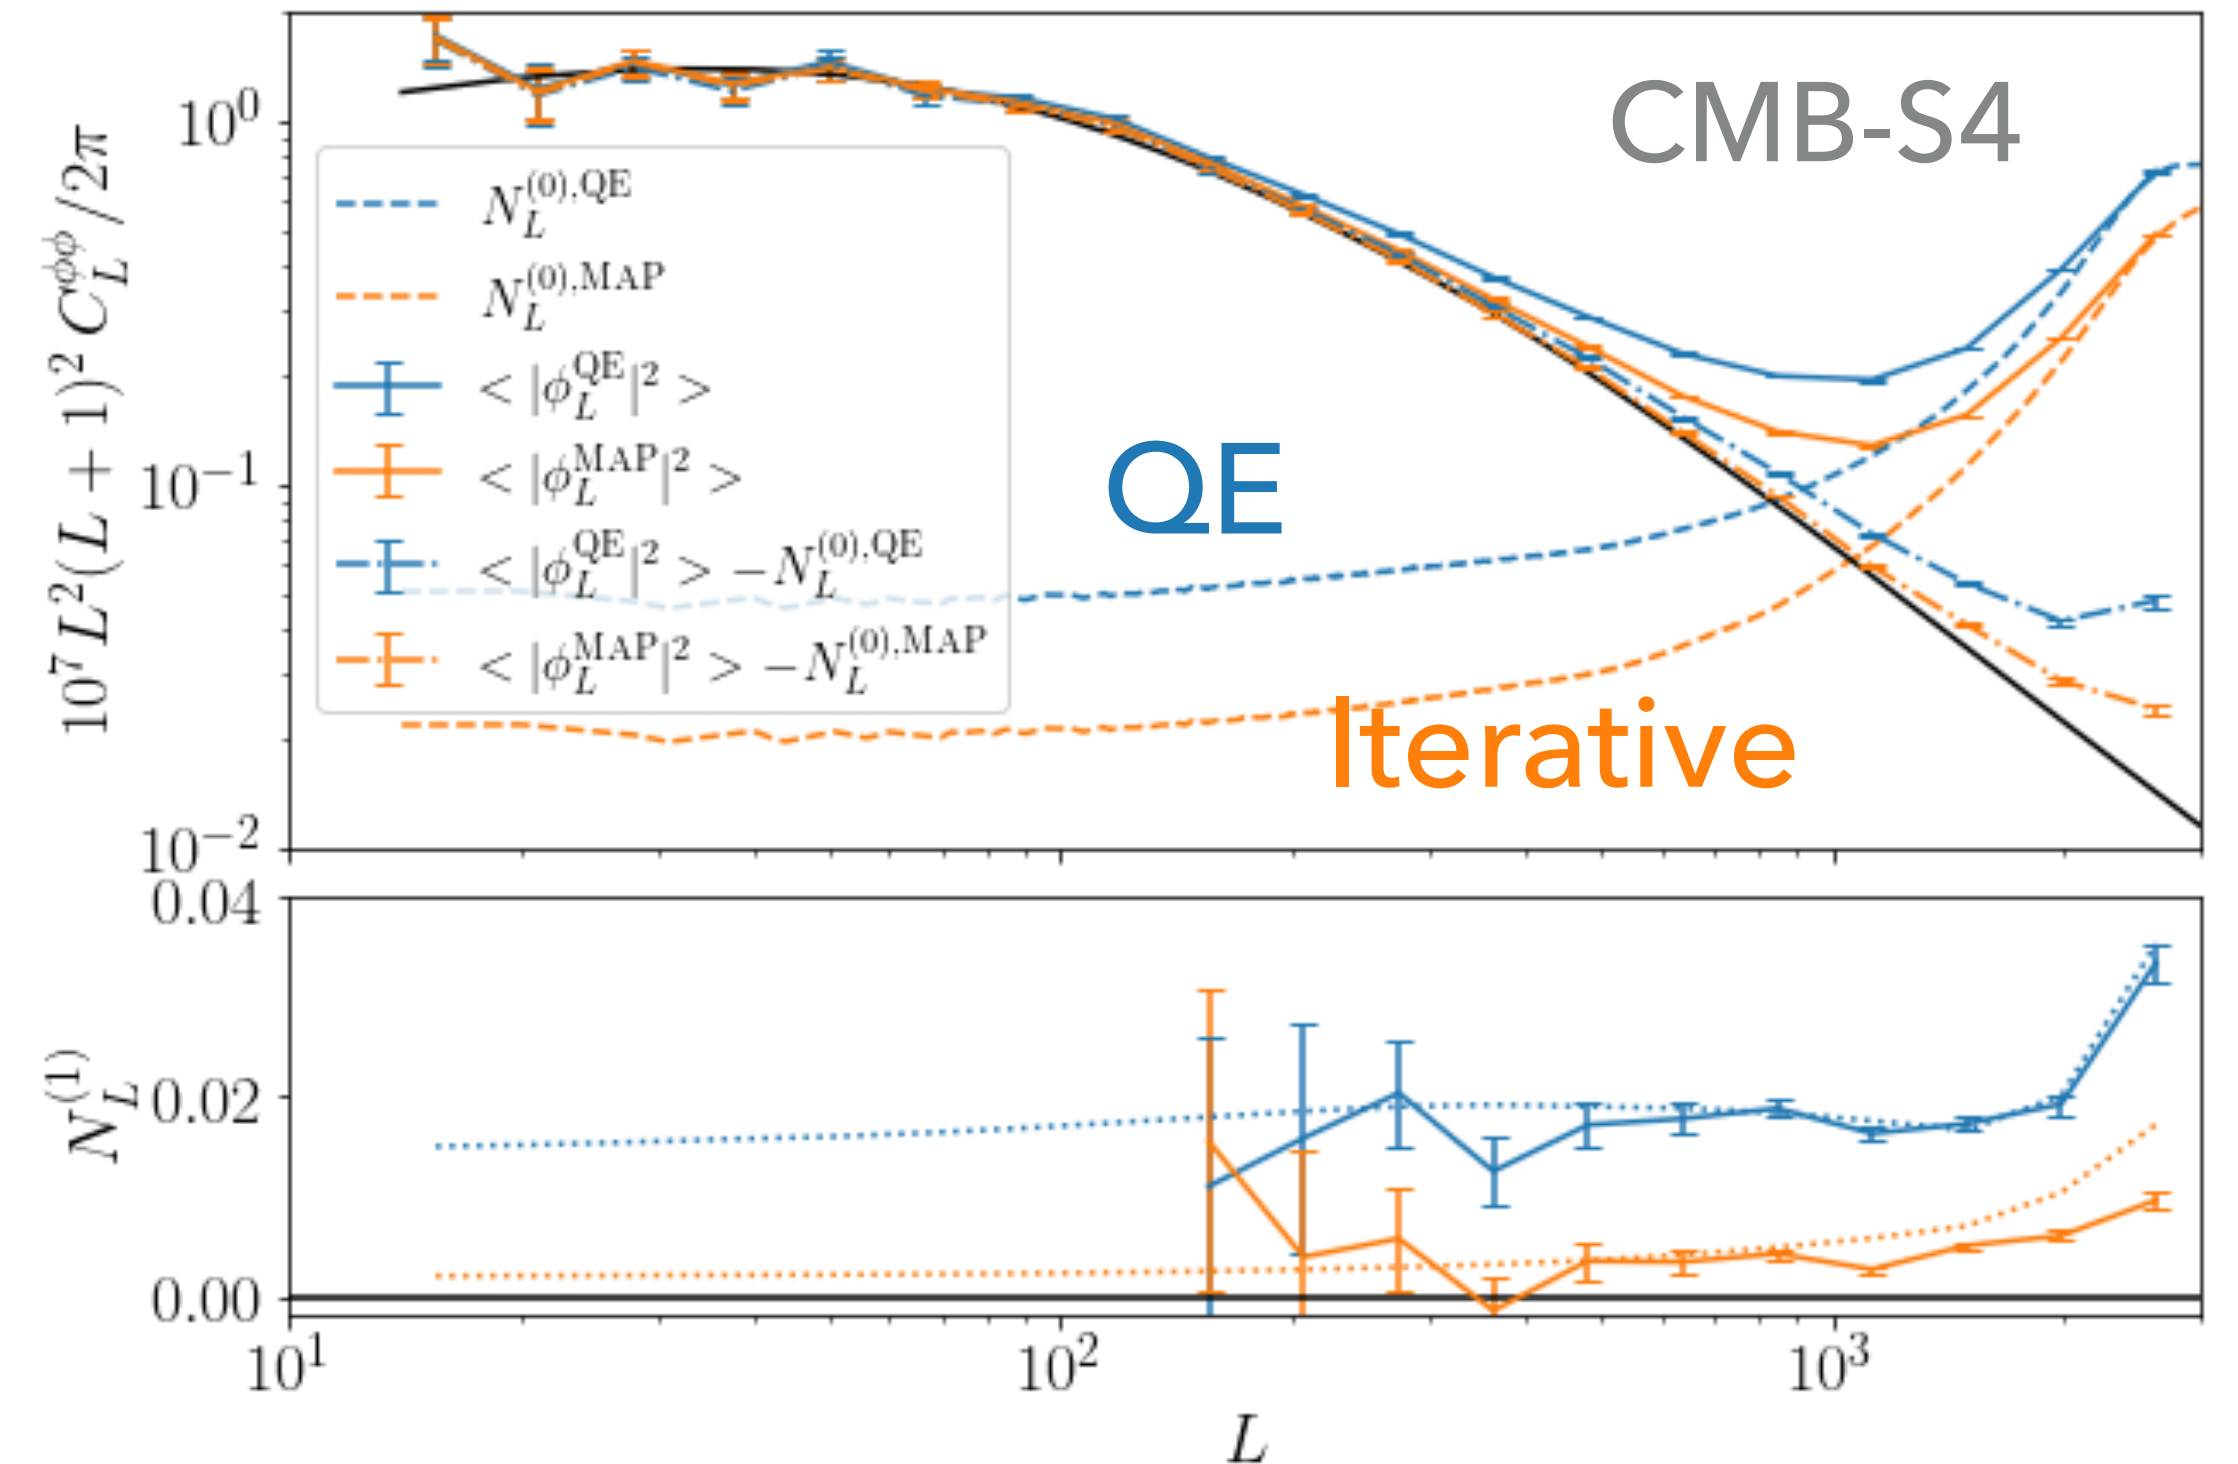 10^0
10^{-1}
10^{-2}
10^7 L^2(L + 1)^2 C_L^{ϕϕ}/2π
CMB-S4
N_L^{(0),QE}
N_L^{(0),MAP}
< |ϕ_L^{QE}|^2 >
< |ϕ_L^{MAP}|^2 >
< |ϕ_L^{QE}|^2 > −N_L^{(0),QE}
< |ϕ_L^{MAP}|^2 > −N_L^{(0),MAP}
QE
Iterative
0.04
0.02
0.00
N_L^{(1)}
10^1
10^2
10^3
L